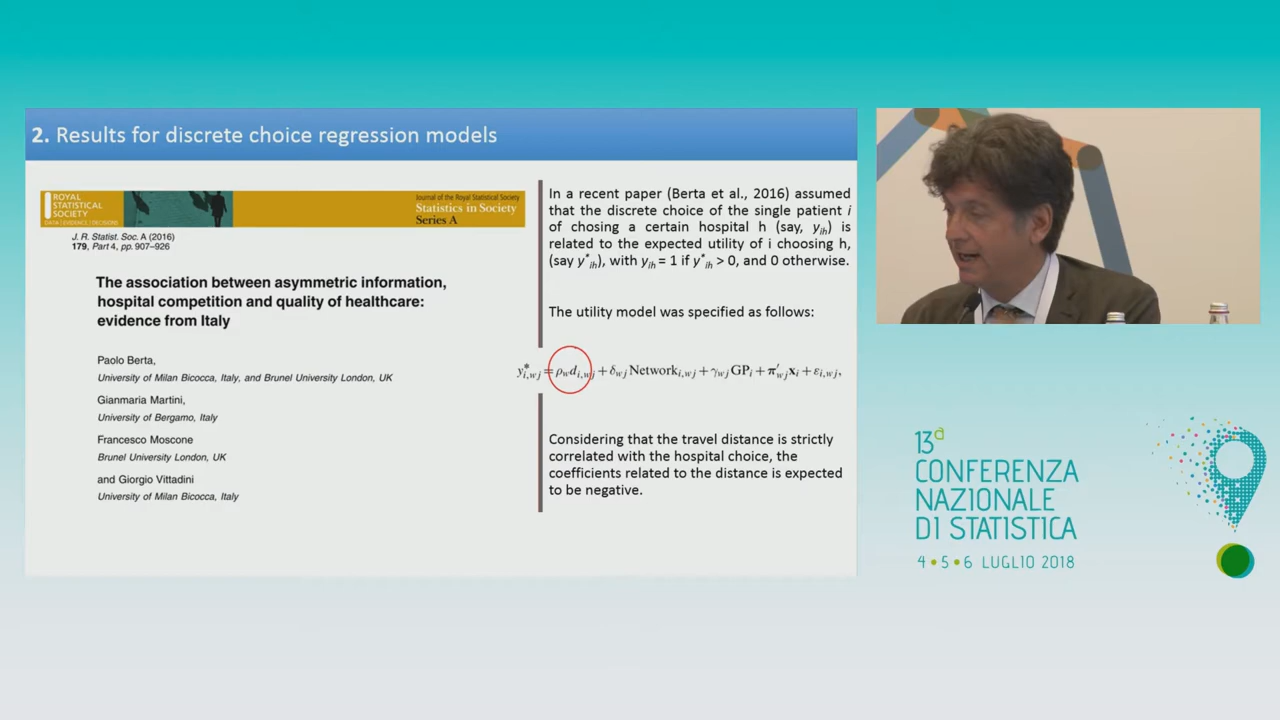 2. Results for discrete choice regression models
ROYAL
STATISTICAL
SOCIETY
DATA | EVIDENCE | DECISIONS
Journal of the Royal Statistical Society
Statistics in Society
Series A
J. R. Statist. Soc. A (2016)
179, Part 4, pp. 907–926
The association between asymmetric information,
hospital competition and quality of healthcare:
evidence from Italy
Paolo Berta,
University of Milan Bicocca, Italy, and Brunel University London, UK
Gianmaria Martini,
University of Bergamo, Italy
Francesco Moscone
Brunel University London, UK
and Giorgio Vittadini
University of Milan Bicocca, Italy
In a recent paper (Berta et al., 2016) assumed
that the discrete choice of the single patient i
of chosing a certain hospital h (say, y_ih) is
related to the expected utility of i choosing h,
(say y*_ih), with y_ih = 1 if y*_ih > 0, and 0 otherwise.
The utility model was specified as follows:
y*_i,wj = ρ_w d_i,wj + δ_wj Network_i,wj + γ_wj GP_i + π′_wj x_i + ε_i,wj,
Considering that the travel distance is strictly
correlated with the hospital choice, the
coefficients related to the distance is expected
to be negative.
13a
CONFERENZA
NAZIONALE
DI STATISTICA
4 • 5 • 6 LUGLIO 2018